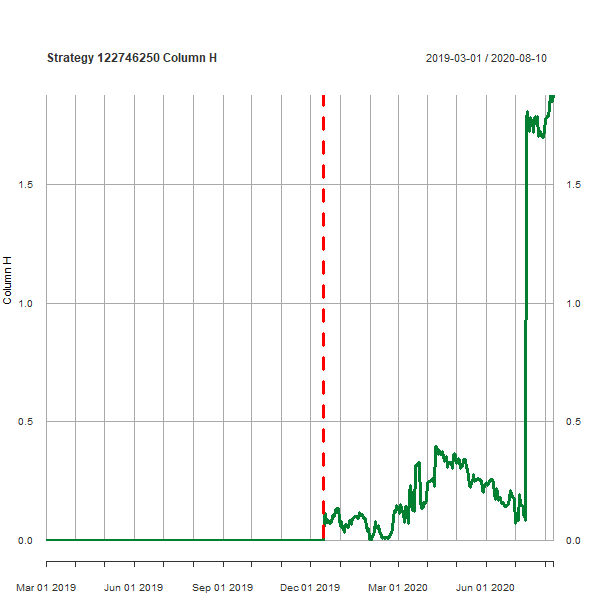 Strategy 122746250 Column H
2019-03-01 / 2020-08-10
1.5
1.5
1.0
1.0
0.5
0.5
0.0
0.0
Column H
Mar 01 2019
Jun 01 2019
Sep 01 2019
Dec 01 2019
Mar 01 2020
Jun 01 2020